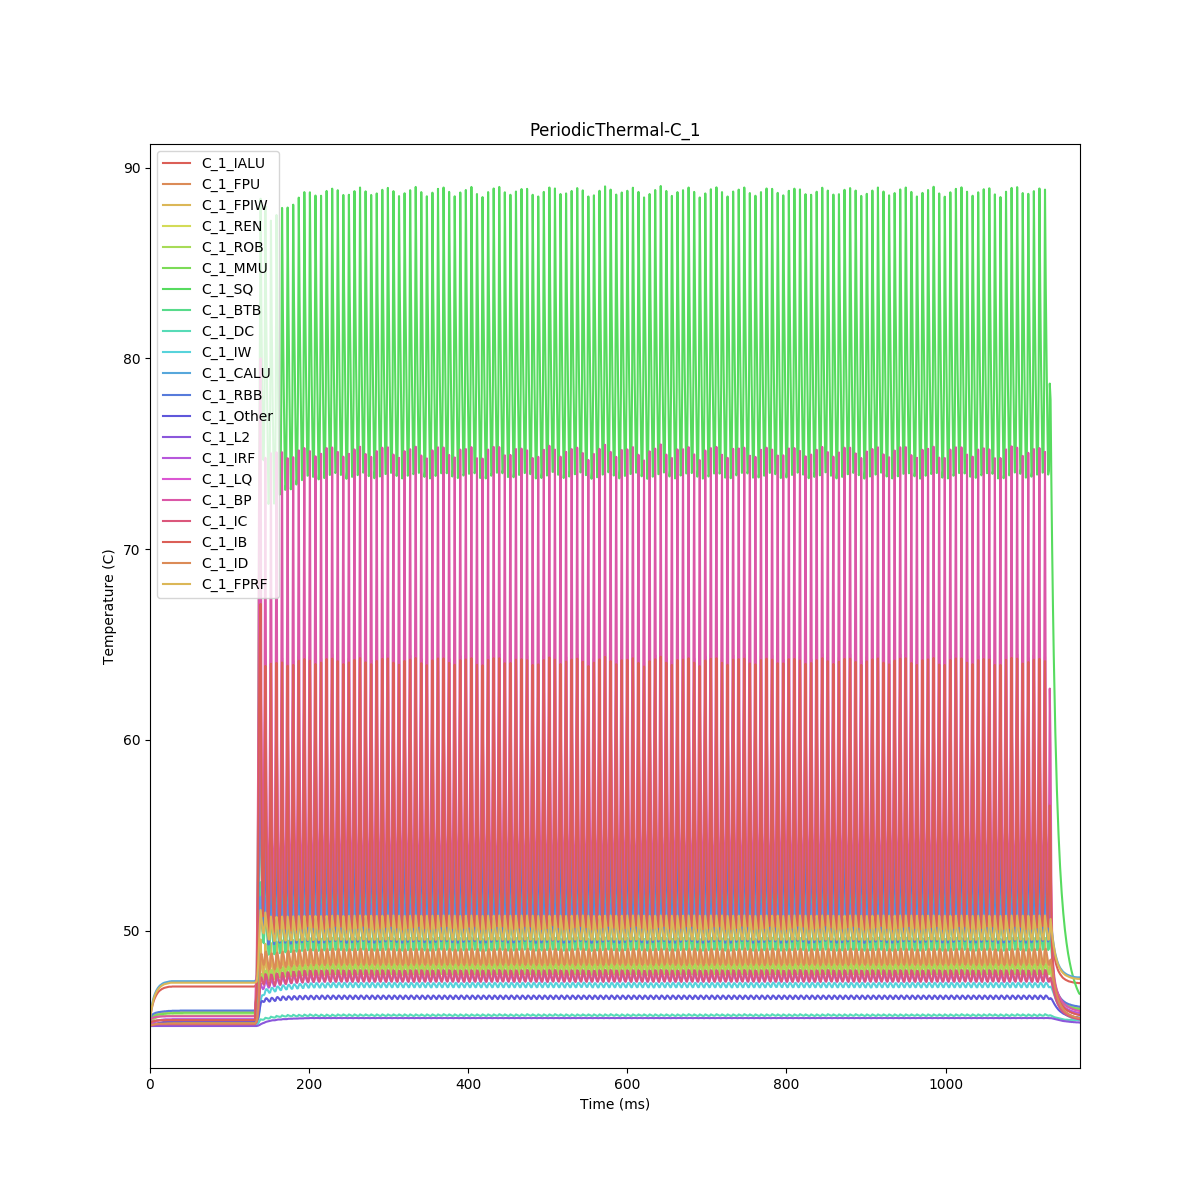 PeriodicThermal-C_1
90
80
70
60
50
Temperature (C)
C_1_IALU
C_1_FPU
C_1_FPIW
C_1_REN
C_1_ROB
C_1_MMU
C_1_SQ
C_1_BTB
C_1_DC
C_1_IW
C_1_CALU
C_1_RBB
C_1_Other
C_1_L2
C_1_IRF
C_1_LQ
C_1_BP
C_1_IC
C_1_IB
C_1_ID
C_1_FPRF
0 200 400 600 800 1000
Time (ms)